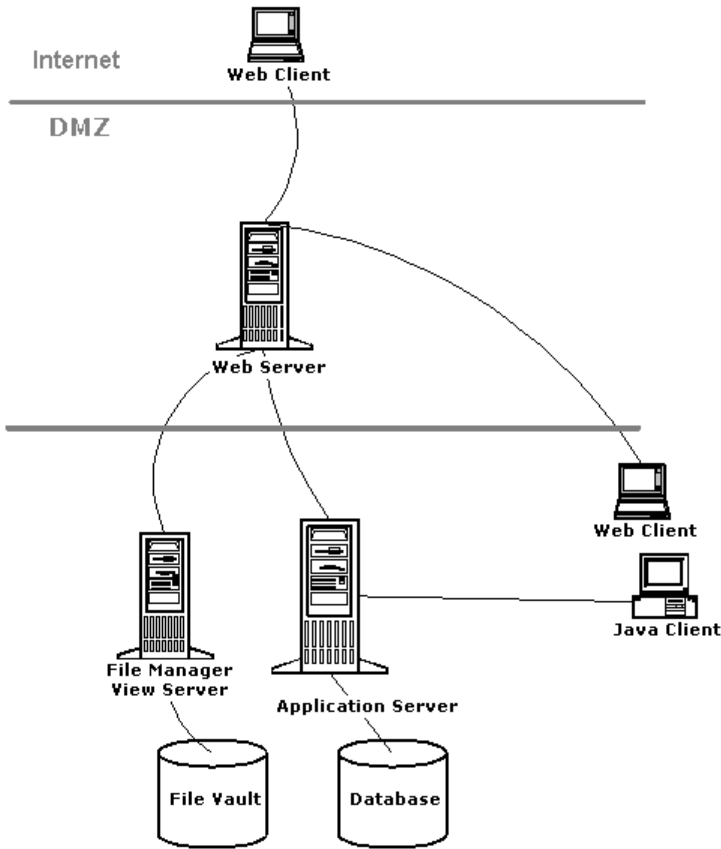 Web Client
Internet
DMZ
Web Server
Web Client
Java Client
File Manager
View Server
Application Server
File Vault
Database